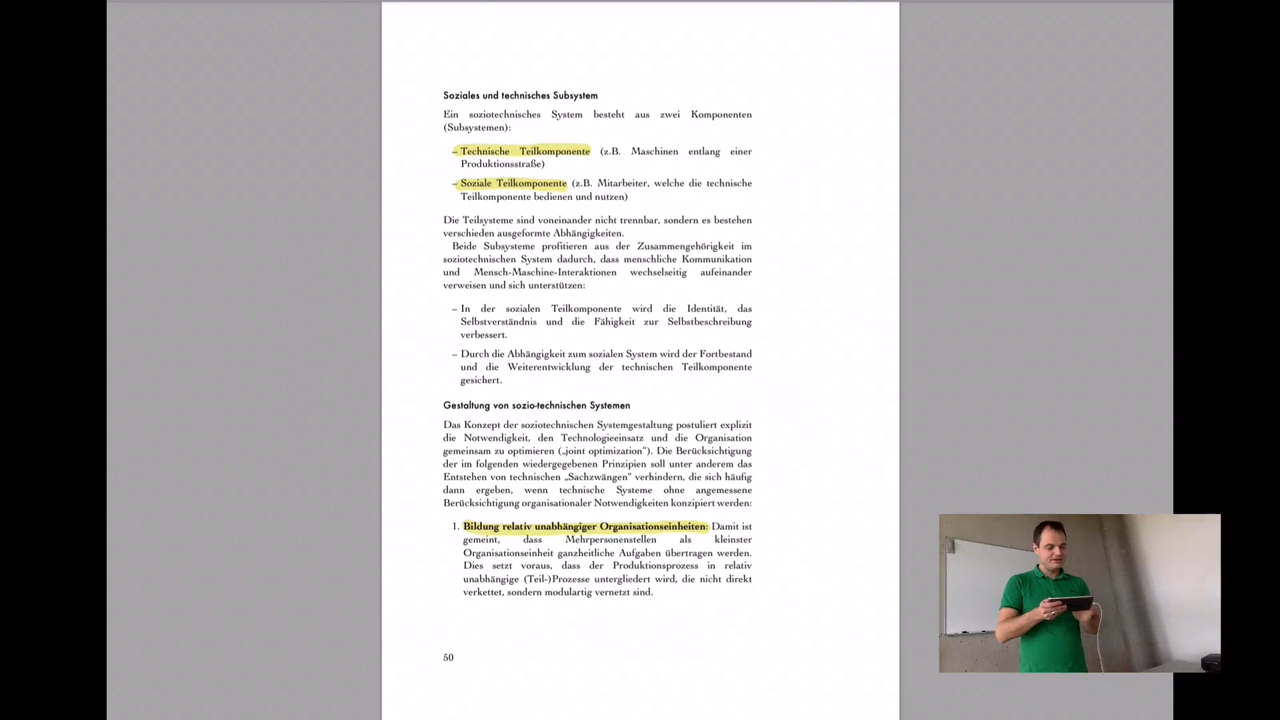 Soziales und technisches Subsystem
Ein soziotechnisches System besteht aus zwei Komponenten
(Subsystemen):
– Technische Teilkomponente (z.B. Maschinen entlang einer
Produktionsstraße)
– Soziale Teilkomponente (z.B. Mitarbeiter, welche die technische
Teilkomponente bedienen und nutzen)
Die Teilsysteme sind voneinander nicht trennbar, sondern es bestehen
verschieden ausgeformte Abhängigkeiten.
Beide Subsysteme profitieren aus der Zusammengehörigkeit im
soziotechnischen System dadurch, dass menschliche Kommunikation
und Mensch-Maschine-Interaktionen wechselseitig aufeinander
verweisen und sich unterstützen:
– In der sozialen Teilkomponente wird die Identität, das
Selbstverständnis und die Fähigkeit zur Selbstbeschreibung
verbessert.
– Durch die Abhängigkeit zum sozialen System wird der Fortbestand
und die Weiterentwicklung der technischen Teilkomponente
gesichert.
Gestaltung von sozio-technischen Systemen
Das Konzept der soziotechnischen Systemgestaltung postuliert explizit
die Notwendigkeit, den Technologieeinsatz und die Organisation
gemeinsam zu optimieren („joint optimization“). Die Berücksichtigung
der im folgenden wiedergegebenen Prinzipien soll unter anderem das
Entstehen von technischen „Sachzwängen“ verhindern, die sich häufig
dann ergeben, wenn technische Systeme ohne angemessene
Berücksichtigung organisationaler Notwendigkeiten konzipiert werden:
1. Bildung relativ unabhängiger Organisationseinheiten: Damit ist
gemeint, dass Mehrpersonenstellen als kleinster
Organisationseinheit ganzheitliche Aufgaben übertragen werden.
Dies setzt voraus, dass der Produktionsprozess in relativ
unabhängige (Teil-)Prozesse untergliedert wird, die nicht direkt
verkettet, sondern modulartig vernetzt sind.
50